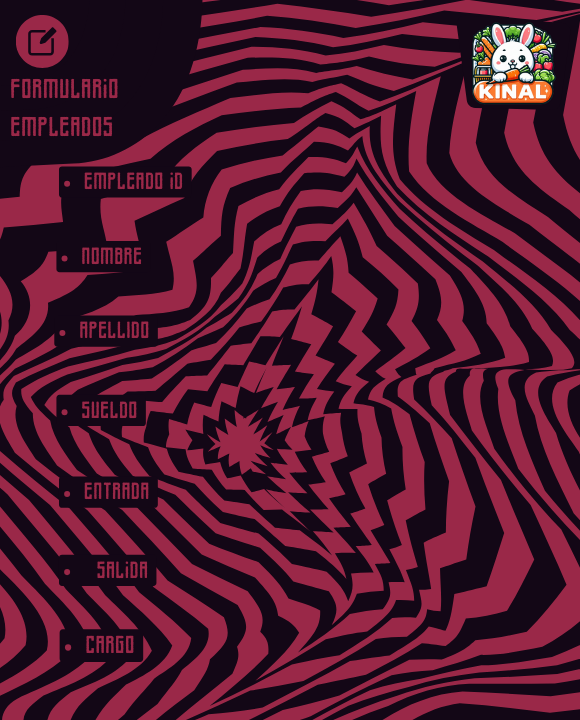 FORMULARiO
EMPLEADOS
KINAL
EMPLEADO iD
NOMBRE
APELLIDO
SUELDO
ENTRADA
SALiDA
CARGO